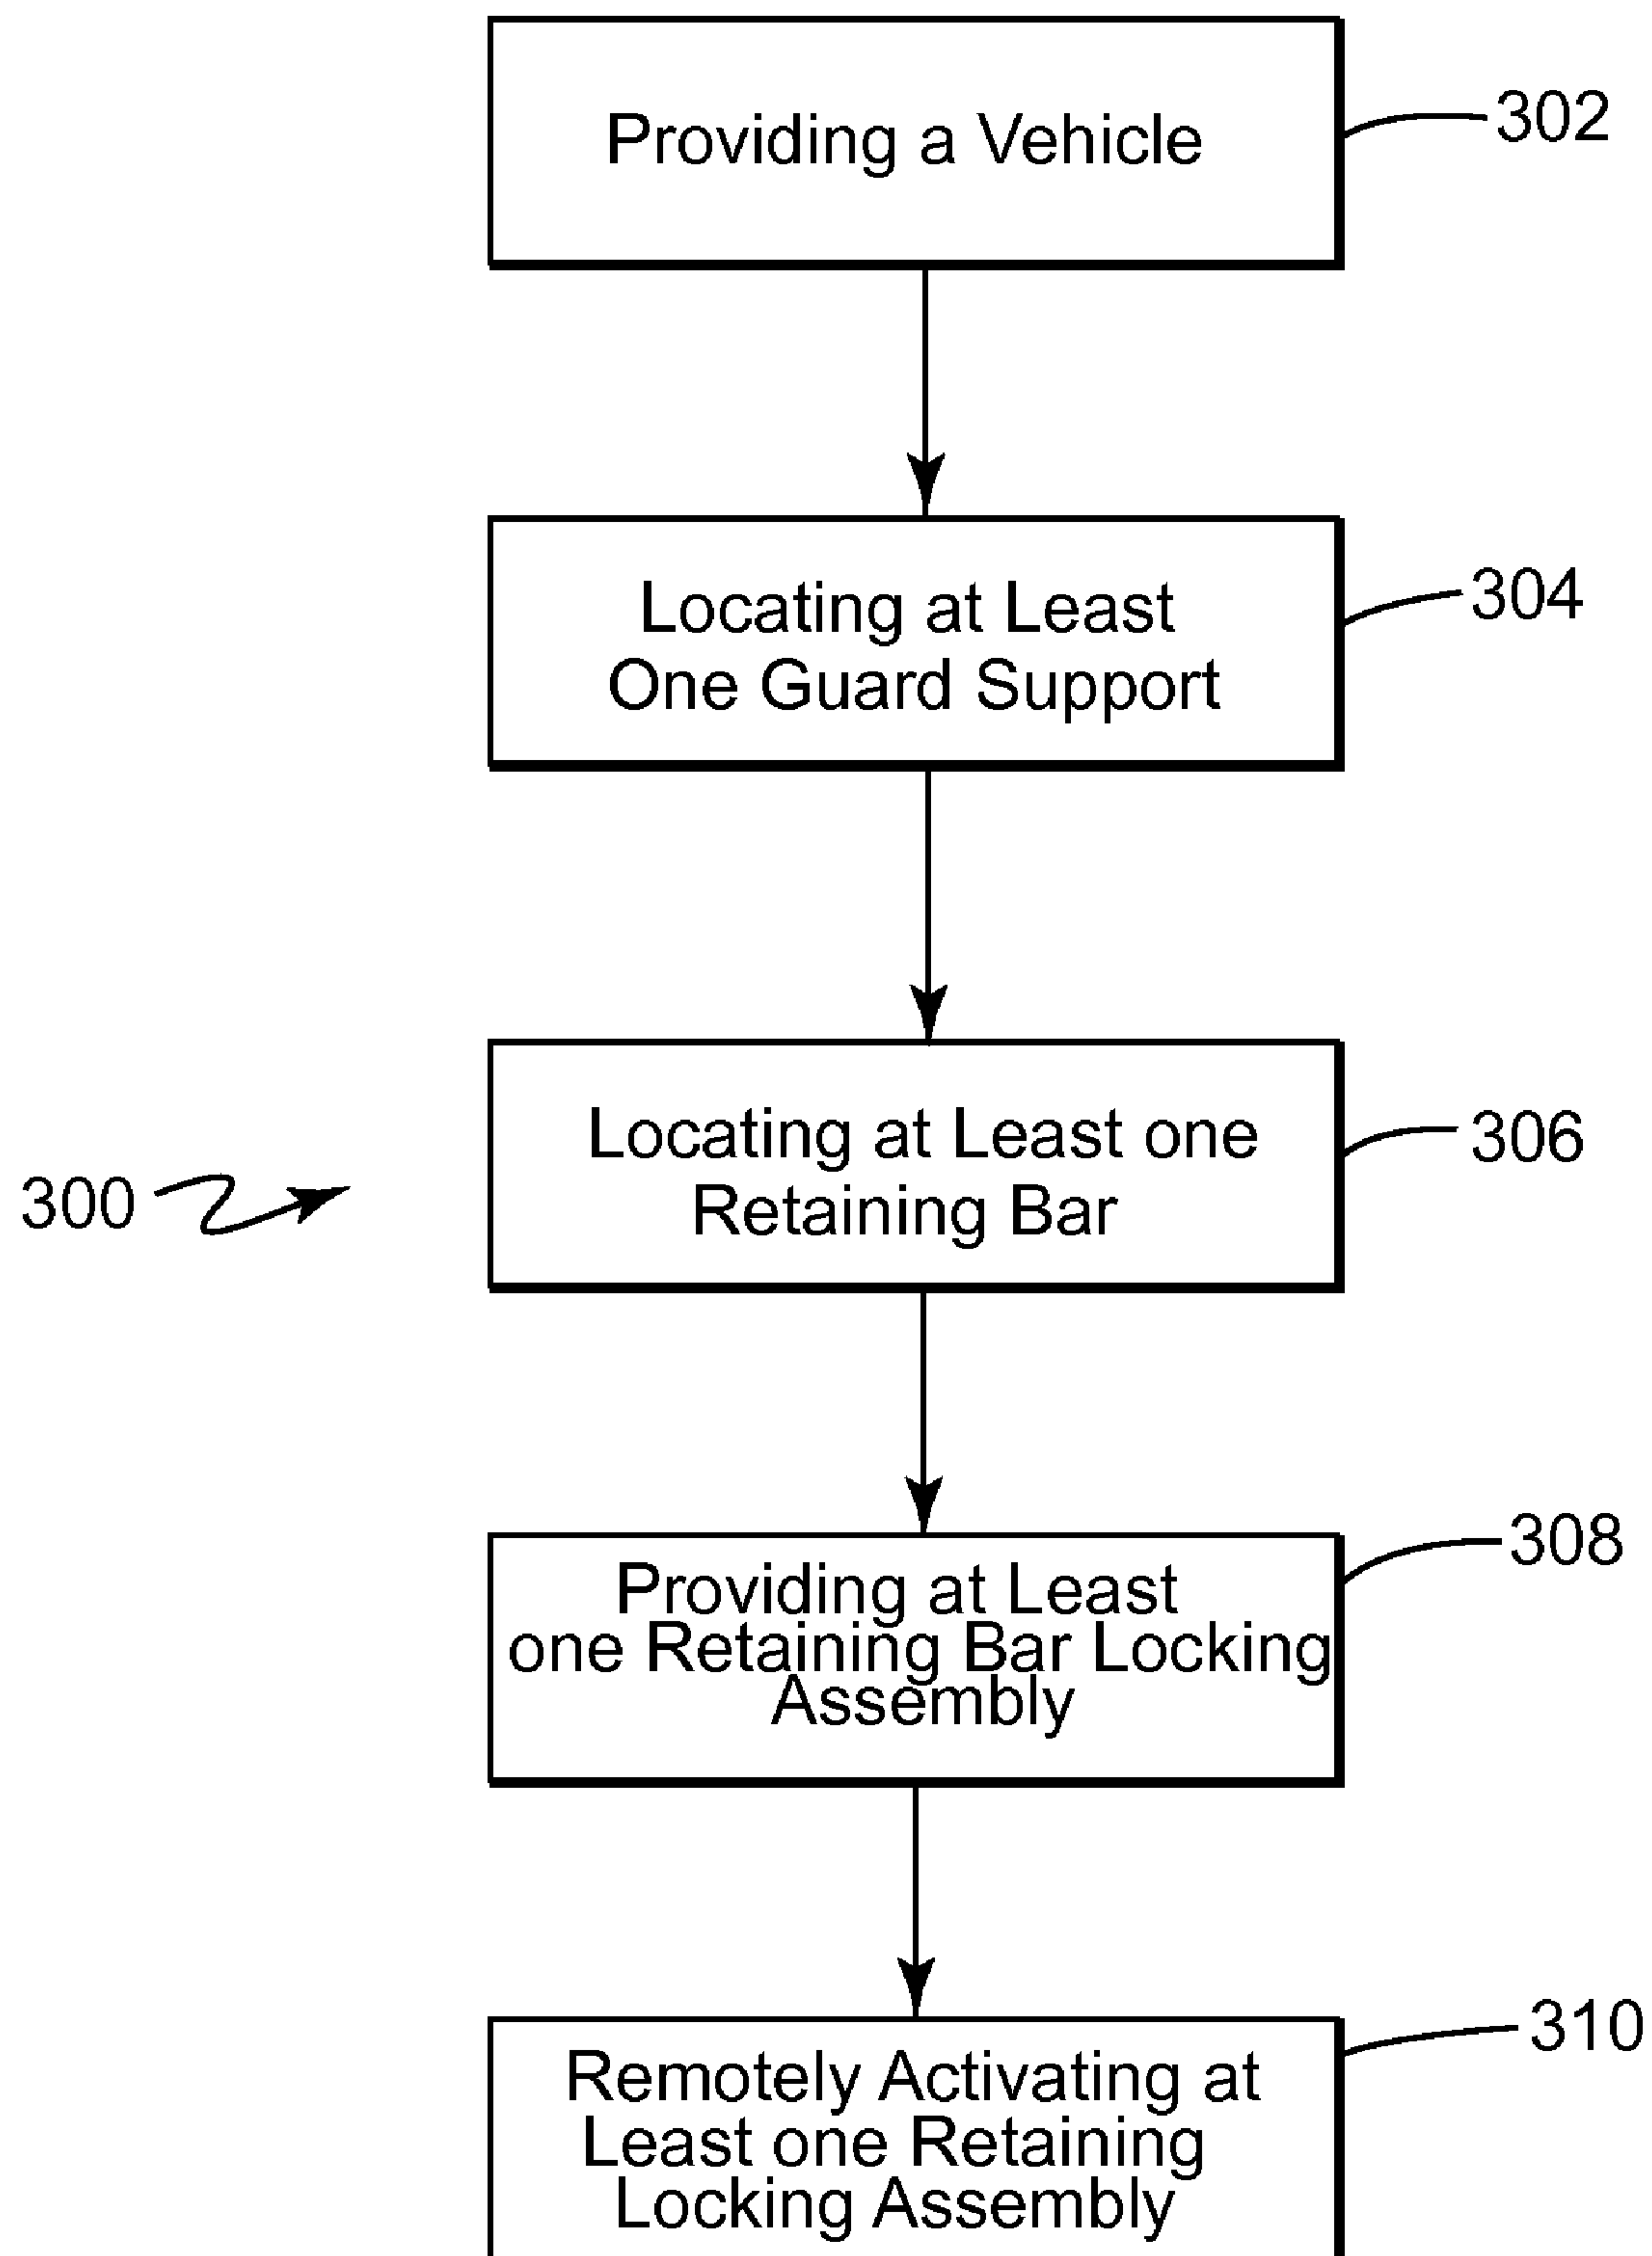 Providing a Vehicle
302
Locating at Least
One Guard Support
304
Locating at Least one
Retaining Bar
306
300
Providing at Least
one Retaining Bar Locking
Assembly
308
Remotely Activating at
Least one Retaining
Locking Assembly
310